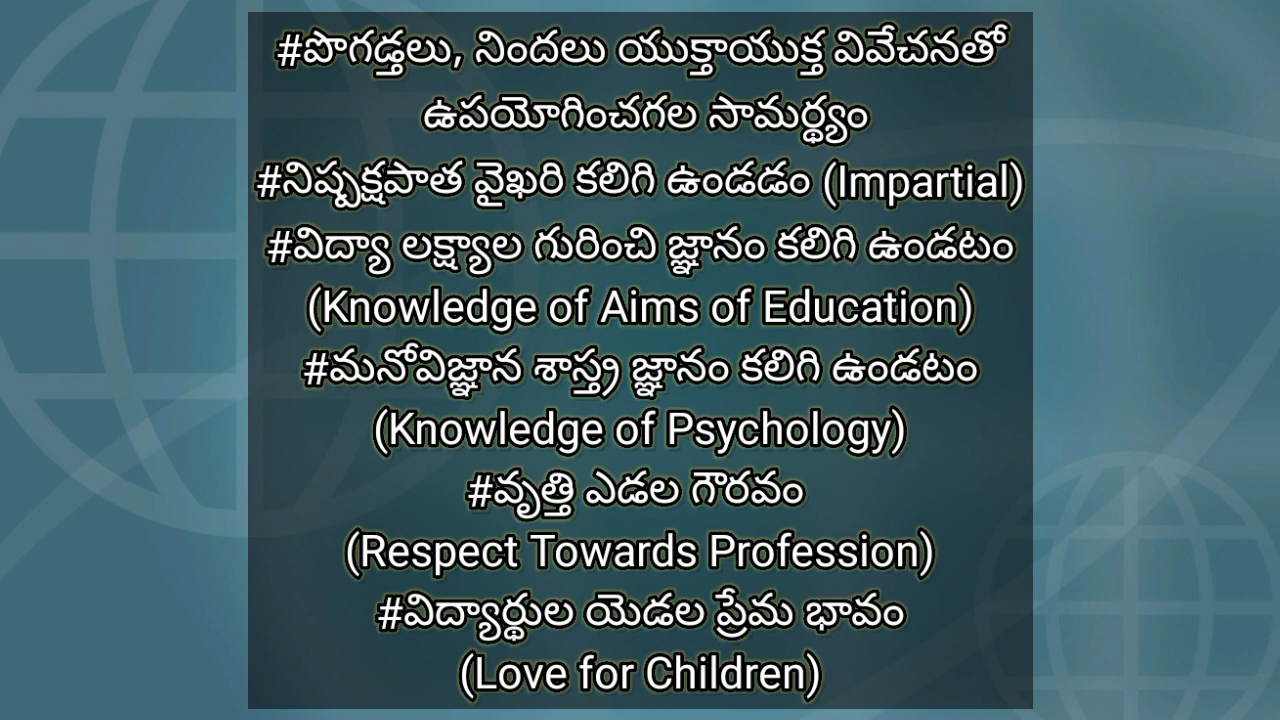 #పొగడ్తలు, నిందలు యుక్తాయుక్త వివేచనతో
ఉపయోగించగల సామర్థ్యం
#నిష్పక్షపాత వైఖరి కలిగి ఉండడం (Impartial)
#విద్యా లక్ష్యాల గురించి జ్ఞానం కలిగి ఉండటం
(Knowledge of Aims of Education)
#మనోవిజ్ఞాన శాస్త్ర జ్ఞానం కలిగి ఉండటం
(Knowledge of Psychology)
#వృత్తి ఎడల గౌరవం
(Respect Towards Profession)
#విద్యార్థుల యెడల ప్రేమ భావం
(Love for Children)